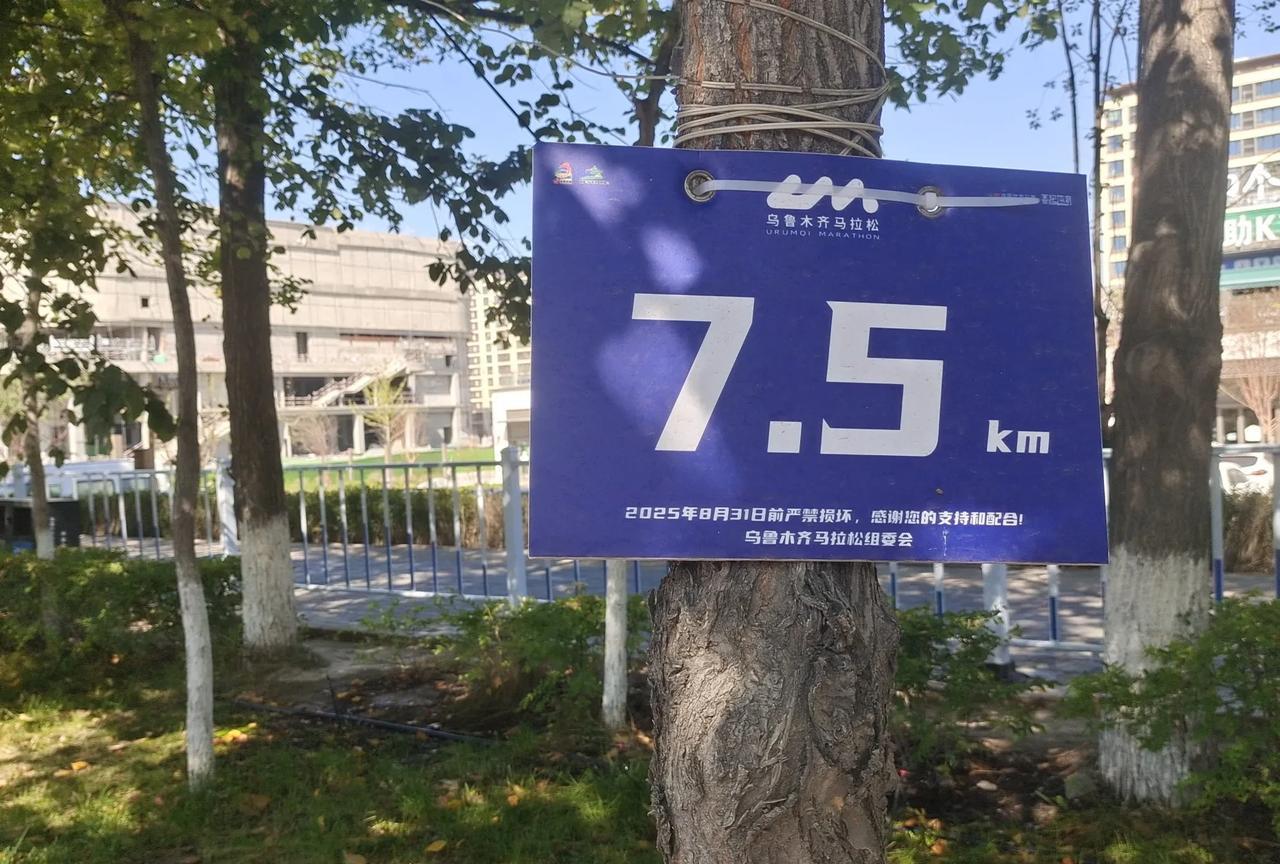 乌鲁木齐马拉松
URUMQI MARATHON
7.5 km
2025年8月31日前严禁损坏，感谢您的支持和配合!
乌鲁木齐马拉松组委会
助K